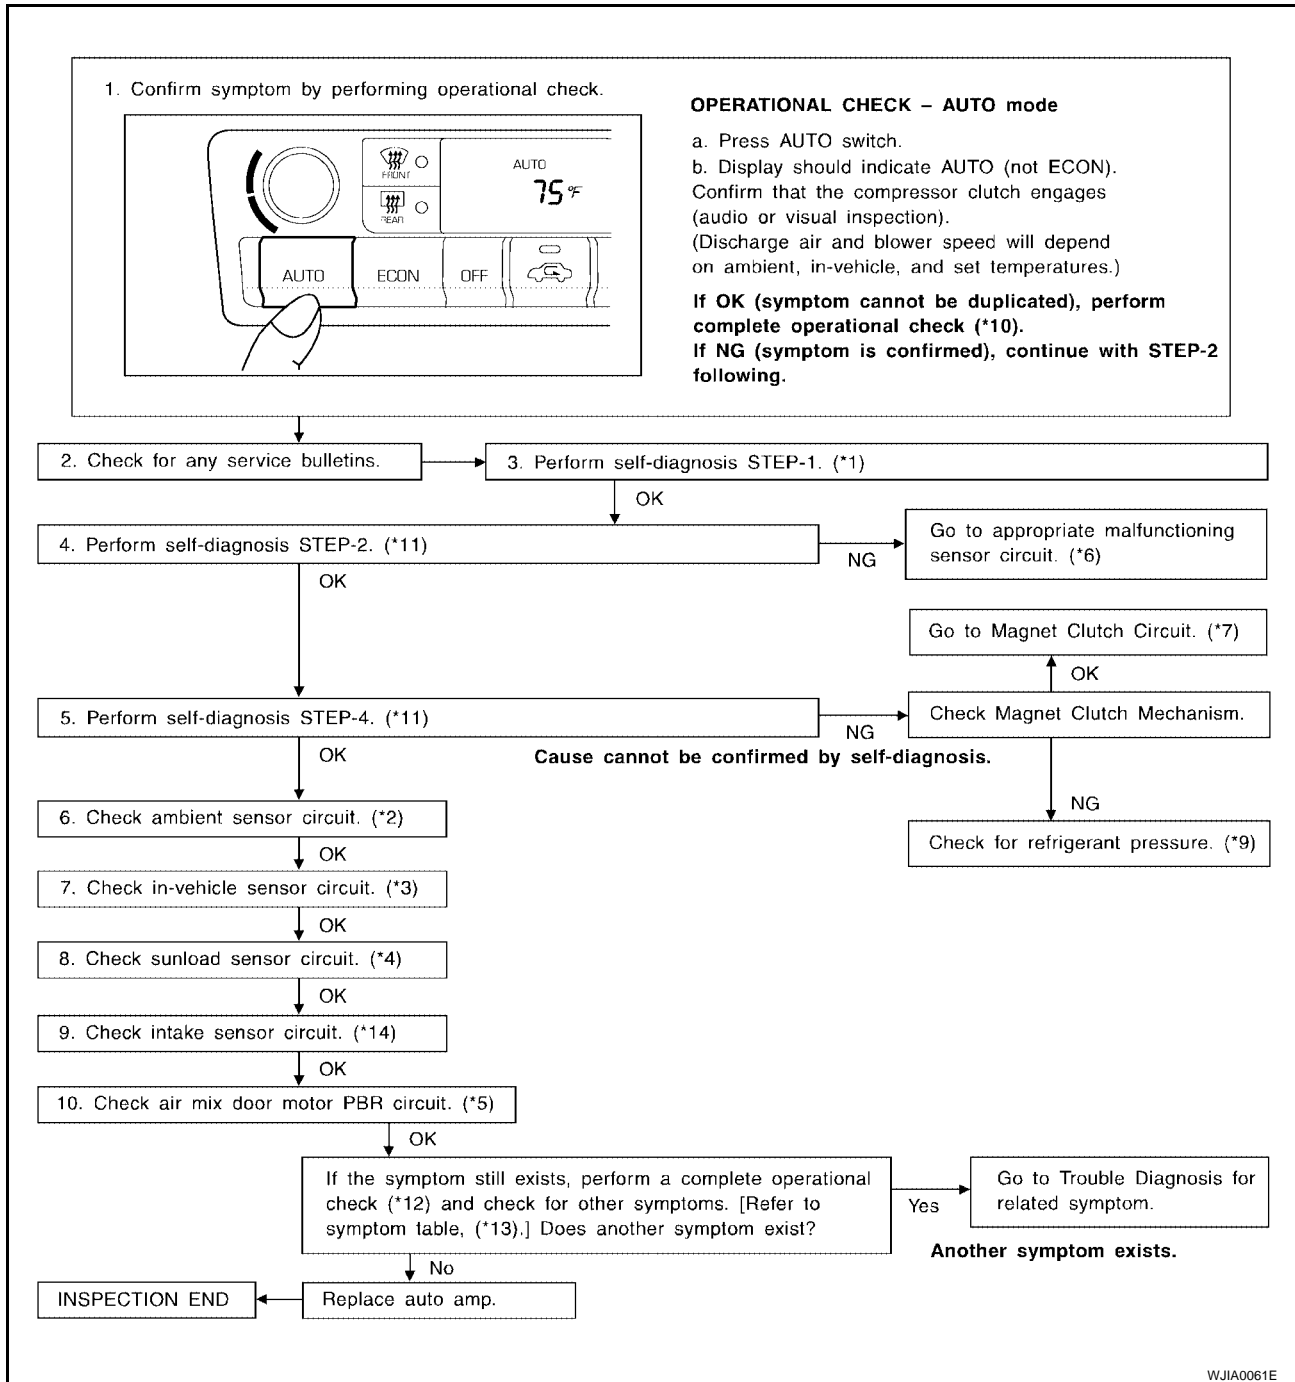 1. Confirm symptom by performing operational check.
FRONT
REAR
AUTO
75°F
AUTO
ECON
OFF
OPERATIONAL CHECK – AUTO mode
a. Press AUTO switch.
b. Display should indicate AUTO (not ECON).
Confirm that the compressor clutch engages
(audio or visual inspection).
(Discharge air and blower speed will depend
on ambient, in-vehicle, and set temperatures.)
If OK (symptom cannot be duplicated), perform
complete operational check (*10).
If NG (symptom is confirmed), continue with STEP-2
following.
2. Check for any service bulletins.
3. Perform self-diagnosis STEP-1. (*1)
OK
4. Perform self-diagnosis STEP-2. (*11)
NG
Go to appropriate malfunctioning
sensor circuit. (*6)
OK
Go to Magnet Clutch Circuit. (*7)
OK
5. Perform self-diagnosis STEP-4. (*11)
NG
Check Magnet Clutch Mechanism.
OK
Cause cannot be confirmed by self-diagnosis.
NG
Check for refrigerant pressure. (*9)
6. Check ambient sensor circuit. (*2)
OK
7. Check in-vehicle sensor circuit. (*3)
OK
8. Check sunload sensor circuit. (*4)
OK
9. Check intake sensor circuit. (*14)
OK
10. Check air mix door motor PBR circuit. (*5)
OK
If the symptom still exists, perform a complete operational
check (*12) and check for other symptoms. [Refer to
symptom table, (*13).] Does another symptom exist?
Yes
Go to Trouble Diagnosis for
related symptom.
Another symptom exists.
No
Replace auto amp.
INSPECTION END
WJIA0061E